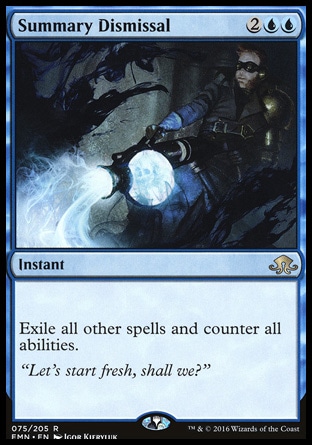 Summary Dismissal 2
Instant
Exile all other spells and counter all
abilities.
“Let’s start fresh, shall we?”
075/205 R
EMN • EN Igor Kieryluk
™ & © 2016 Wizards of the Coast